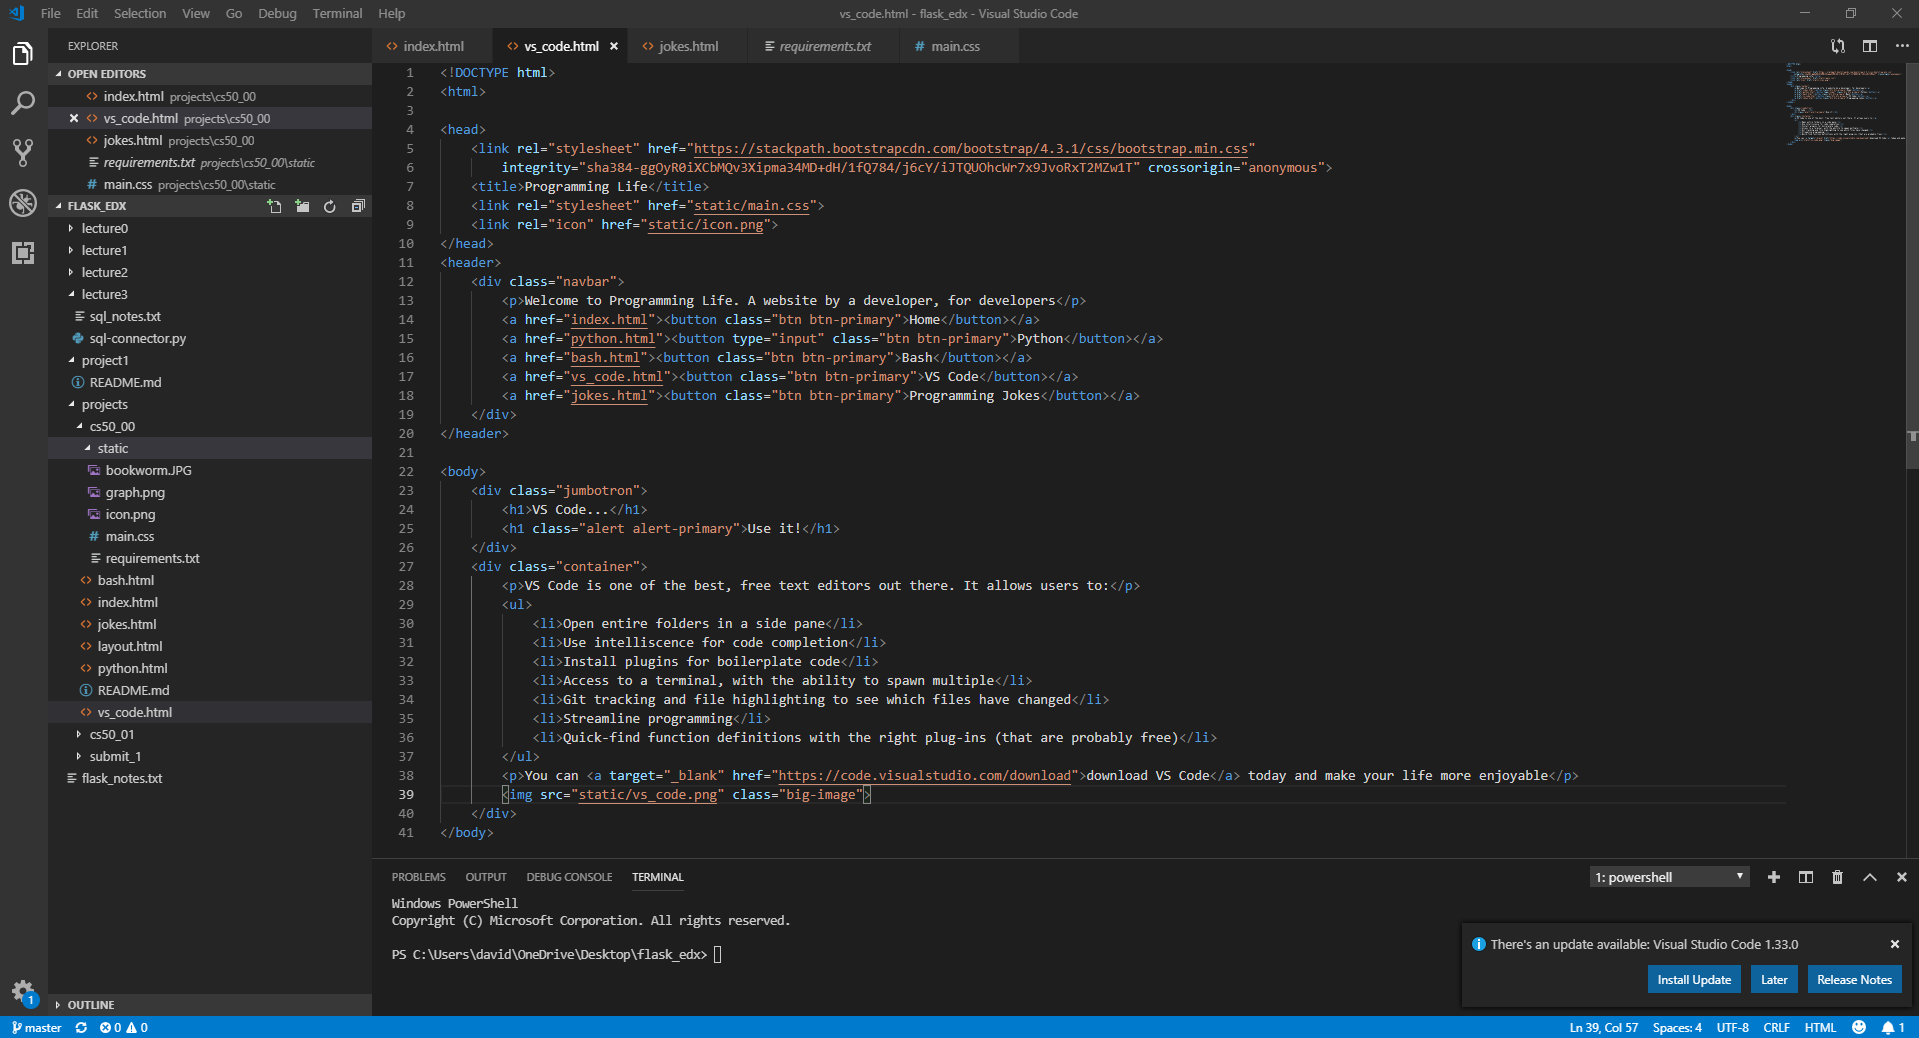 File Edit Selection View Go Debug Terminal Help
vs_code.html - flask_edx - Visual Studio Code
EXPLORER
OPEN EDITORS
index.html projects\cs50_00
vs_code.html projects\cs50_00
jokes.html projects\cs50_00
requirements.txt projects\cs50_00\static
main.css projects\cs50_00\static
FLASK_EDX
lecture0
lecture1
lecture2
lecture3
sql_notes.txt
sql-connector.py
project1
README.md
projects
cs50_00
static
bookworm.JPG
graph.png
icon.png
main.css
requirements.txt
bash.html
index.html
jokes.html
layout.html
python.html
README.md
vs_code.html
cs50_01
submit_1
flask_notes.txt
OUTLINE
1
index.html vs_code.html jokes.html requirements.txt main.css
1 <!DOCTYPE html>
2 <html>
3
4 <head>
5 <link rel="stylesheet" href="https://stackpath.bootstrapcdn.com/bootstrap/4.3.1/css/bootstrap.min.css"
6 integrity="sha384-ggOyR0iXCbMQv3Xipma34MD+dH/1fQ784/j6cY/iJTQUOhcWr7x9JvoRxT2MZw1T" crossorigin="anonymous">
7 <title>Programming Life</title>
8 <link rel="stylesheet" href="static/main.css">
9 <link rel="icon" href="static/icon.png">
10 </head>
11 <header>
12 <div class="navbar">
13 <p>Welcome to Programming Life. A website by a developer, for developers</p>
14 <a href="index.html"><button class="btn btn-primary">Home</button></a>
15 <a href="python.html"><button type="input" class="btn btn-primary">Python</button></a>
16 <a href="bash.html"><button class="btn btn-primary">Bash</button></a>
17 <a href="vs_code.html"><button class="btn btn-primary">VS Code</button></a>
18 <a href="jokes.html"><button class="btn btn-primary">Programming Jokes</button></a>
19 </div>
20 </header>
21
22 <body>
23 <div class="jumbotron">
24 <h1>VS Code...</h1>
25 <h1 class="alert alert-primary">Use it!</h1>
26 </div>
27 <div class="container">
28 <p>VS Code is one of the best, free text editors out there. It allows users to:</p>
29 <ul>
30 <li>Open entire folders in a side pane</li>
31 <li>Use intelliscence for code completion</li>
32 <li>Install plugins for boilerplate code</li>
33 <li>Access to a terminal, with the ability to spawn multiple</li>
34 <li>Git tracking and file highlighting to see which files have changed</li>
35 <li>Streamline programming</li>
36 <li>Quick-find function definitions with the right plug-ins (that are probably free)</li>
37 </ul>
38 <p>You can <a target="_blank" href="https://code.visualstudio.com/download">download VS Code</a> today and make your life more enjoyable</p>
39 <img src="static/vs_code.png" class="big-image">
40 </div>
41 </body>
PROBLEMS OUTPUT DEBUG CONSOLE TERMINAL
1: powershell
Windows PowerShell
Copyright (C) Microsoft Corporation. All rights reserved.
PS C:\Users\david\OneDrive\Desktop\flask_edx>
There's an update available: Visual Studio Code 1.33.0
Install Update Later Release Notes
master 0 0
Ln 39, Col 57 Spaces: 4 UTF-8 CRLF HTML 1